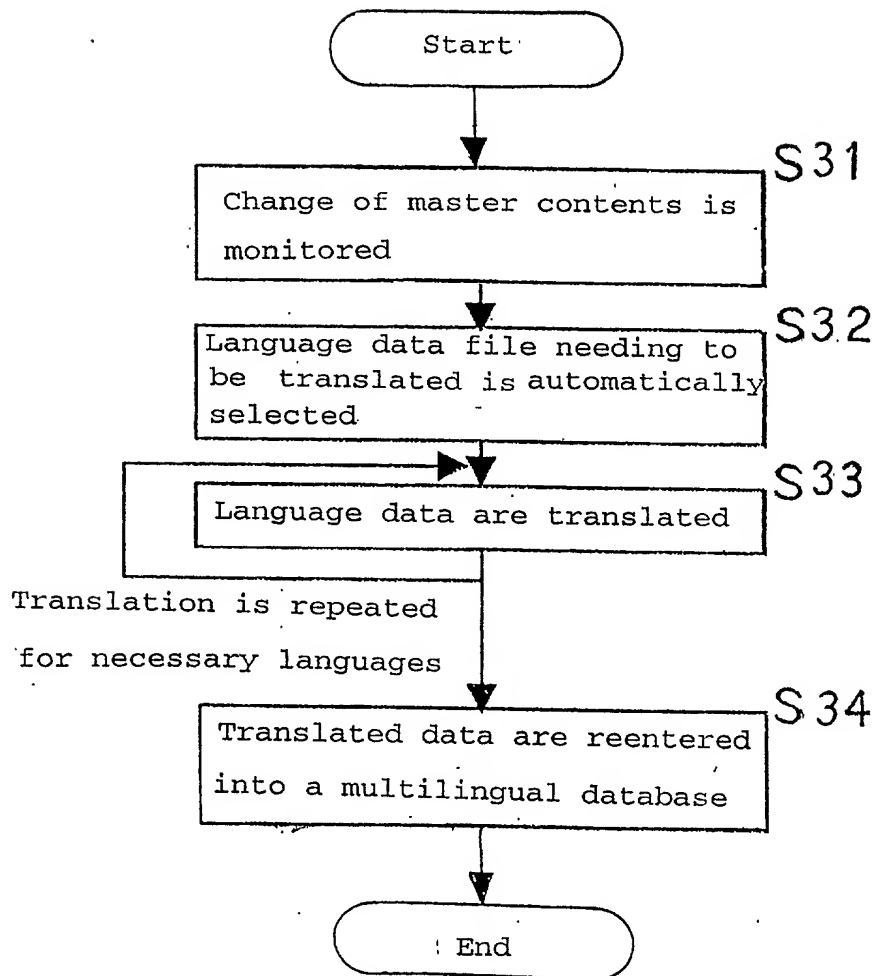 Start
S31
Change of master contents is
monitored
S32
Language data file needing to
be translated is automatically
selected
S33
Language data are translated
Translation is repeated
for necessary languages
S34
Translated data are reentered
into a multilingual database
End